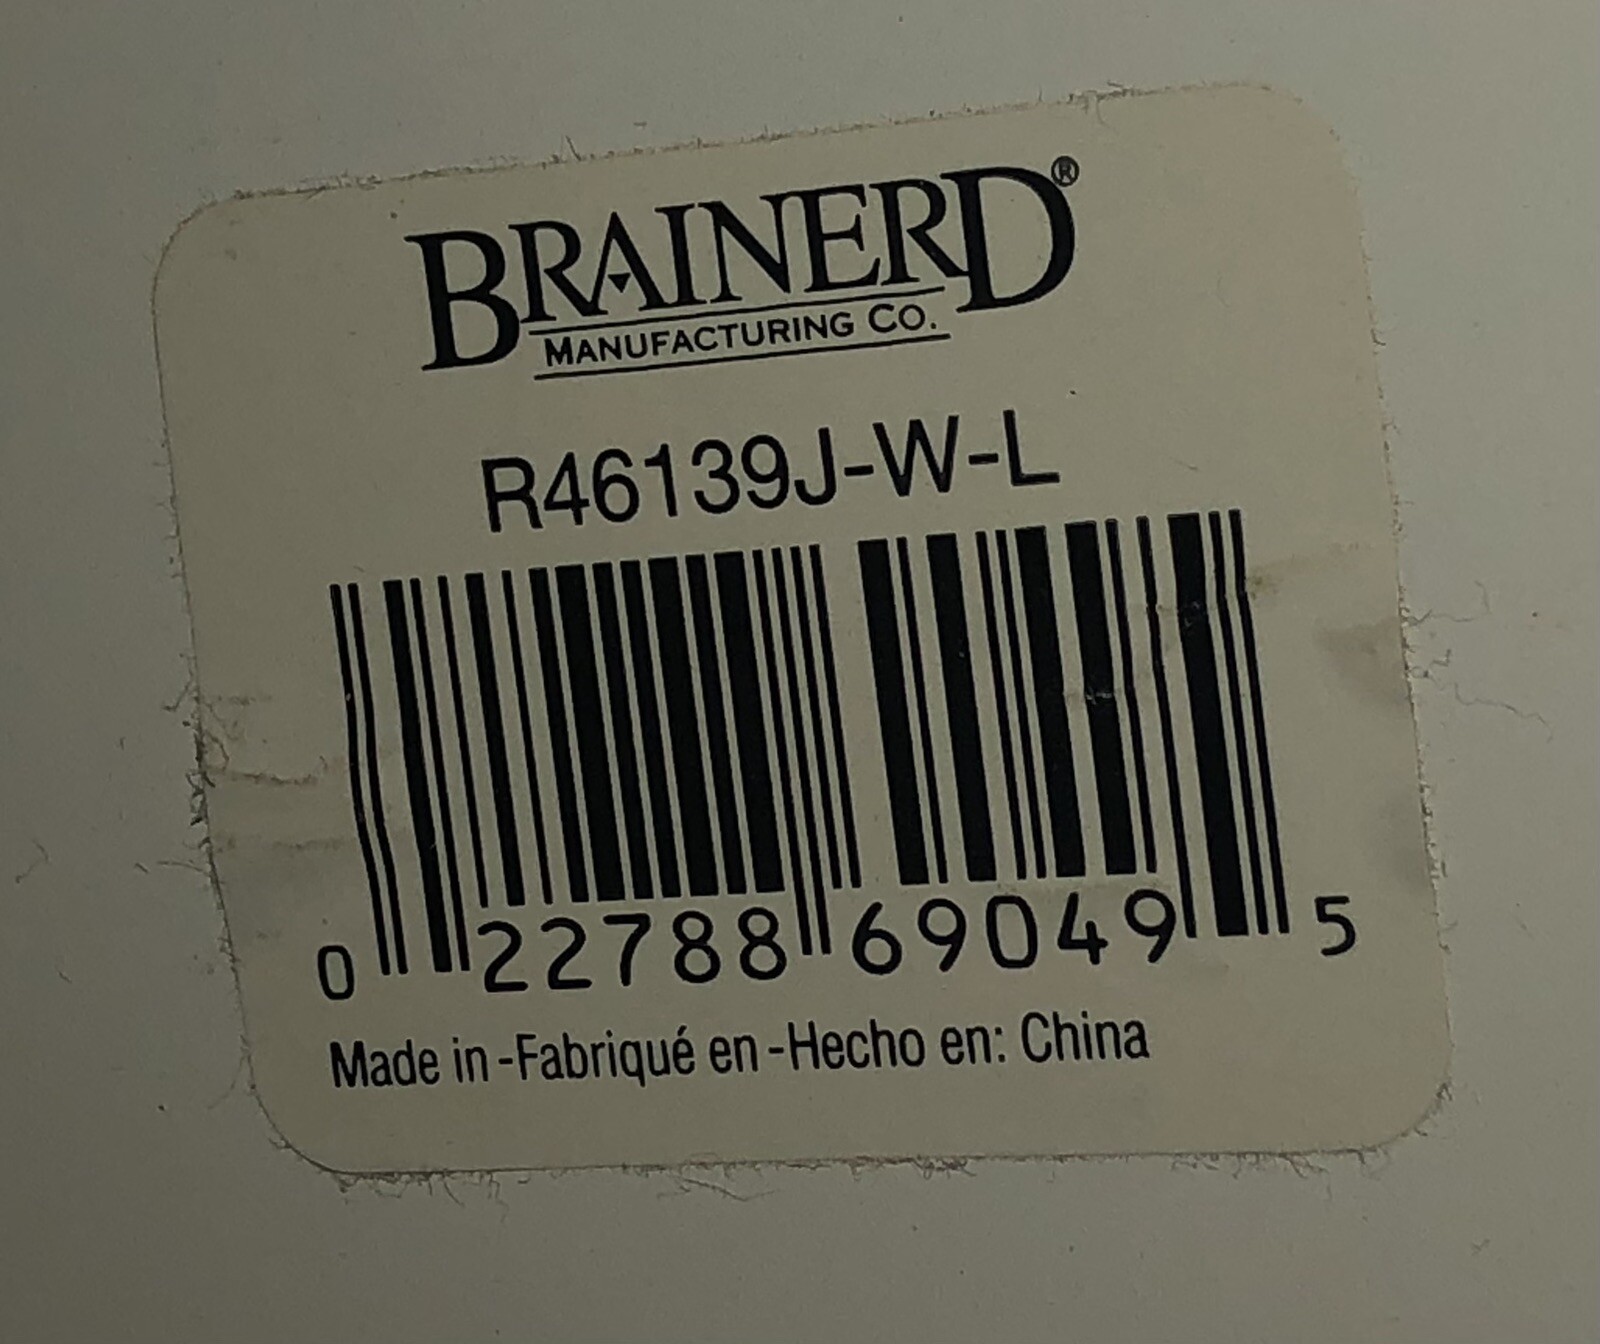 BRAINERD®
MANUFACTURING CO.
R46139J-W-L
0 22788 69049 5
Made in -Fabriqué en -Hecho en: China